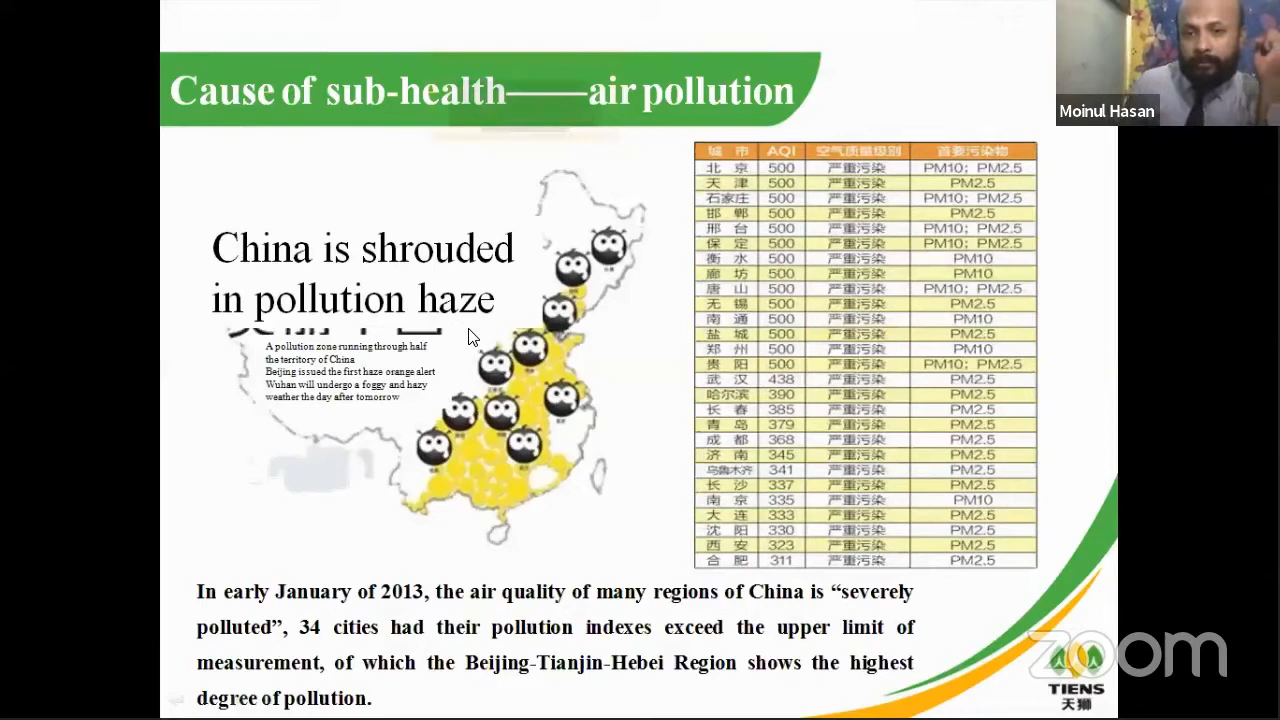 Cause of sub-health——air pollution
Moinul Hasan
China is shrouded
in pollution haze
A pollution zone running through half
the territory of China
Beijing issued the first haze orange alert
Wuhan will undergo a foggy and hazy
weather the day after tomorrow
城 市 AQI 空气质量级别 首要污染物
北 京 500 严重污染 PM10; PM2.5
天 津 500 严重污染 PM2.5
石家庄 500 严重污染 PM10; PM2.5
邯 郸 500 严重污染 PM2.5
邢 台 500 严重污染 PM10; PM2.5
保 定 500 严重污染 PM10; PM2.5
衡 水 500 严重污染 PM10
廊 坊 500 严重污染 PM10
唐 山 500 严重污染 PM10; PM2.5
无 锡 500 严重污染 PM2.5
南 通 500 严重污染 PM10
盐 城 500 严重污染 PM2.5
郑 州 500 严重污染 PM10
贵 阳 500 严重污染 PM10; PM2.5
武 汉 438 严重污染 PM2.5
哈尔滨 390 严重污染 PM2.5
长 春 385 严重污染 PM2.5
青 岛 379 严重污染 PM2.5
成 都 368 严重污染 PM2.5
济 南 345 严重污染 PM2.5
乌鲁木齐 341 严重污染 PM2.5
长 沙 337 严重污染 PM2.5
南 京 335 严重污染 PM10
大 连 333 严重污染 PM2.5
沈 阳 330 严重污染 PM2.5
西 安 323 严重污染 PM2.5
合 肥 311 严重污染 PM2.5
In early January of 2013, the air quality of many regions of China is “severely
polluted”, 34 cities had their pollution indexes exceed the upper limit of
measurement, of which the Beijing-Tianjin-Hebei Region shows the highest
degree of pollution.
zoom
TIENS
天狮